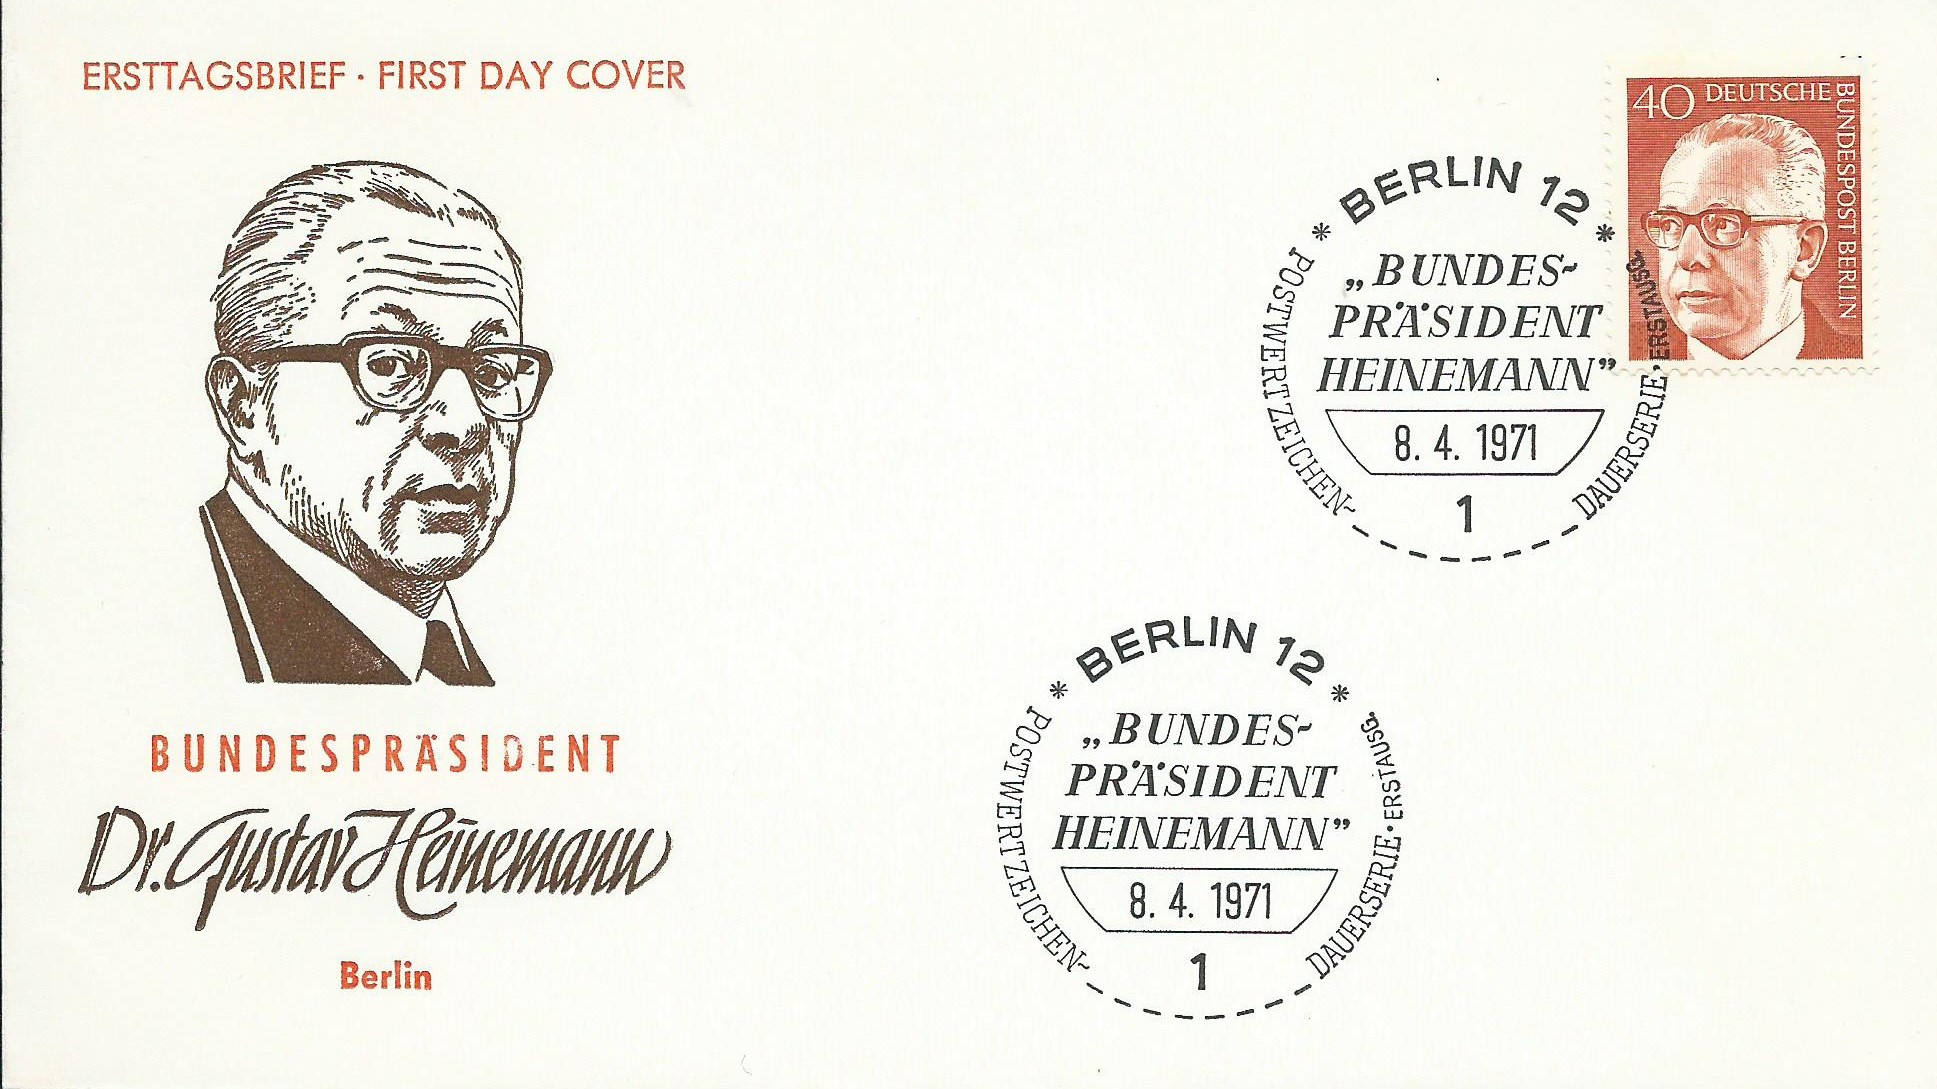 ERSTTAGSBRIEF · FIRST DAY COVER
40 DEUTSCHE
BUNDESPOST BERLIN
* BERLIN 12 *
„BUNDES-
PRÄSIDENT
HEINEMANN”
8. 4. 1971
1
POSTWERTZEICHEN-
DAUERSERIE, ERSTAUSG.
* BERLIN 12 *
„BUNDES-
PRÄSIDENT
HEINEMANN”
8. 4. 1971
1
POSTWERTZEICHEN-
DAUERSERIE·ERSTAUSG.
BUNDESPRÄSIDENT
Dr. Gustav Heinemann
Berlin